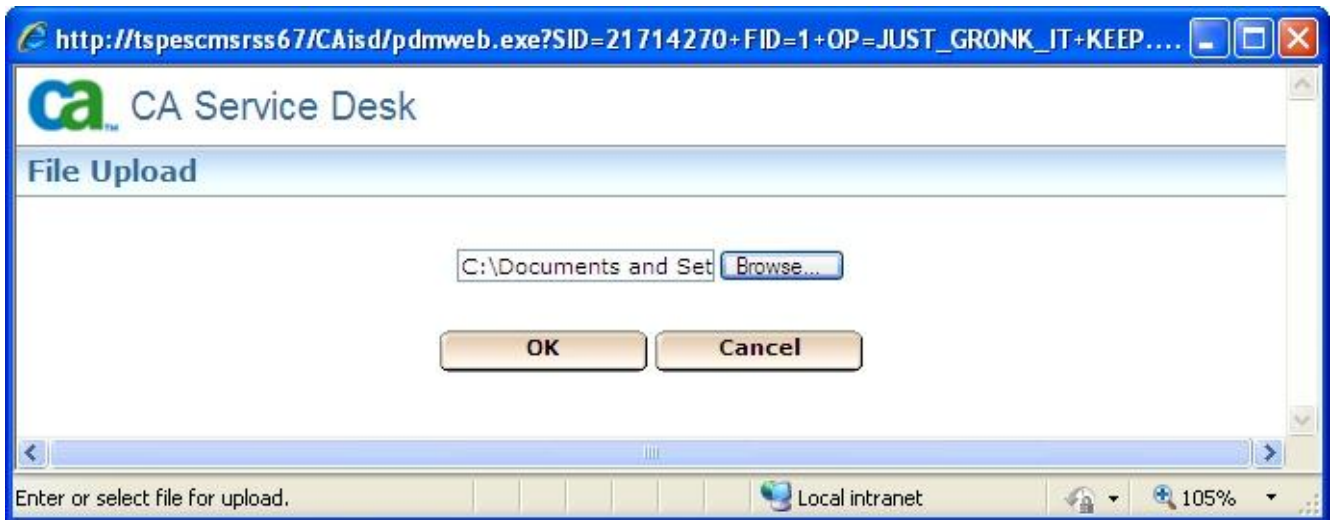 http://tspescmsrss67/CAisd/pdmweb.exe?SID=21714270+FID=1+OP=JUST_GRONK_IT+KEEP....
ca™ CA Service Desk
File Upload
C:\Documents and Set Browse...
OK Cancel
Enter or select file for upload. Local intranet 105%